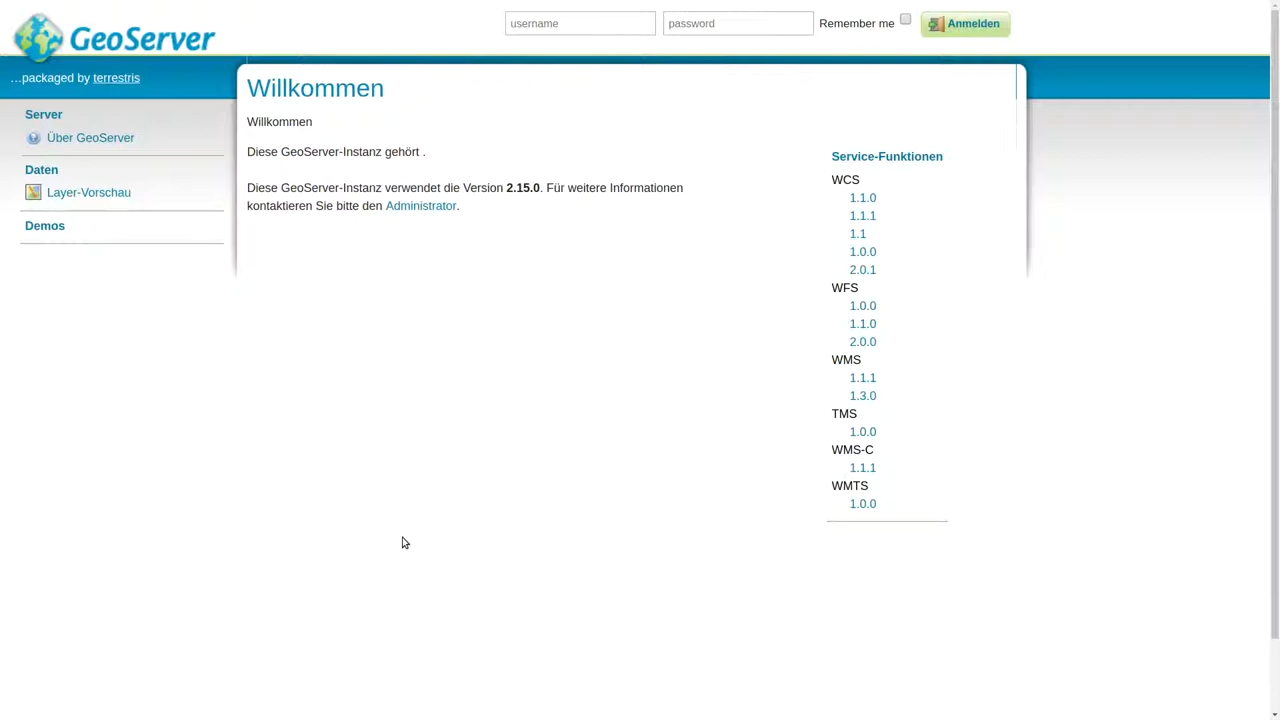 GeoServer
username
password
Remember me
Anmelden
…packaged by terrestris
Server
Über GeoServer
Daten
Layer-Vorschau
Demos
Willkommen
Willkommen
Diese GeoServer-Instanz gehört .
Diese GeoServer-Instanz verwendet die Version 2.15.0. Für weitere Informationen
kontaktieren Sie bitte den Administrator.
Service-Funktionen
WCS
1.1.0
1.1.1
1.1
1.0.0
2.0.1
WFS
1.0.0
1.1.0
2.0.0
WMS
1.1.1
1.3.0
TMS
1.0.0
WMS-C
1.1.1
WMTS
1.0.0